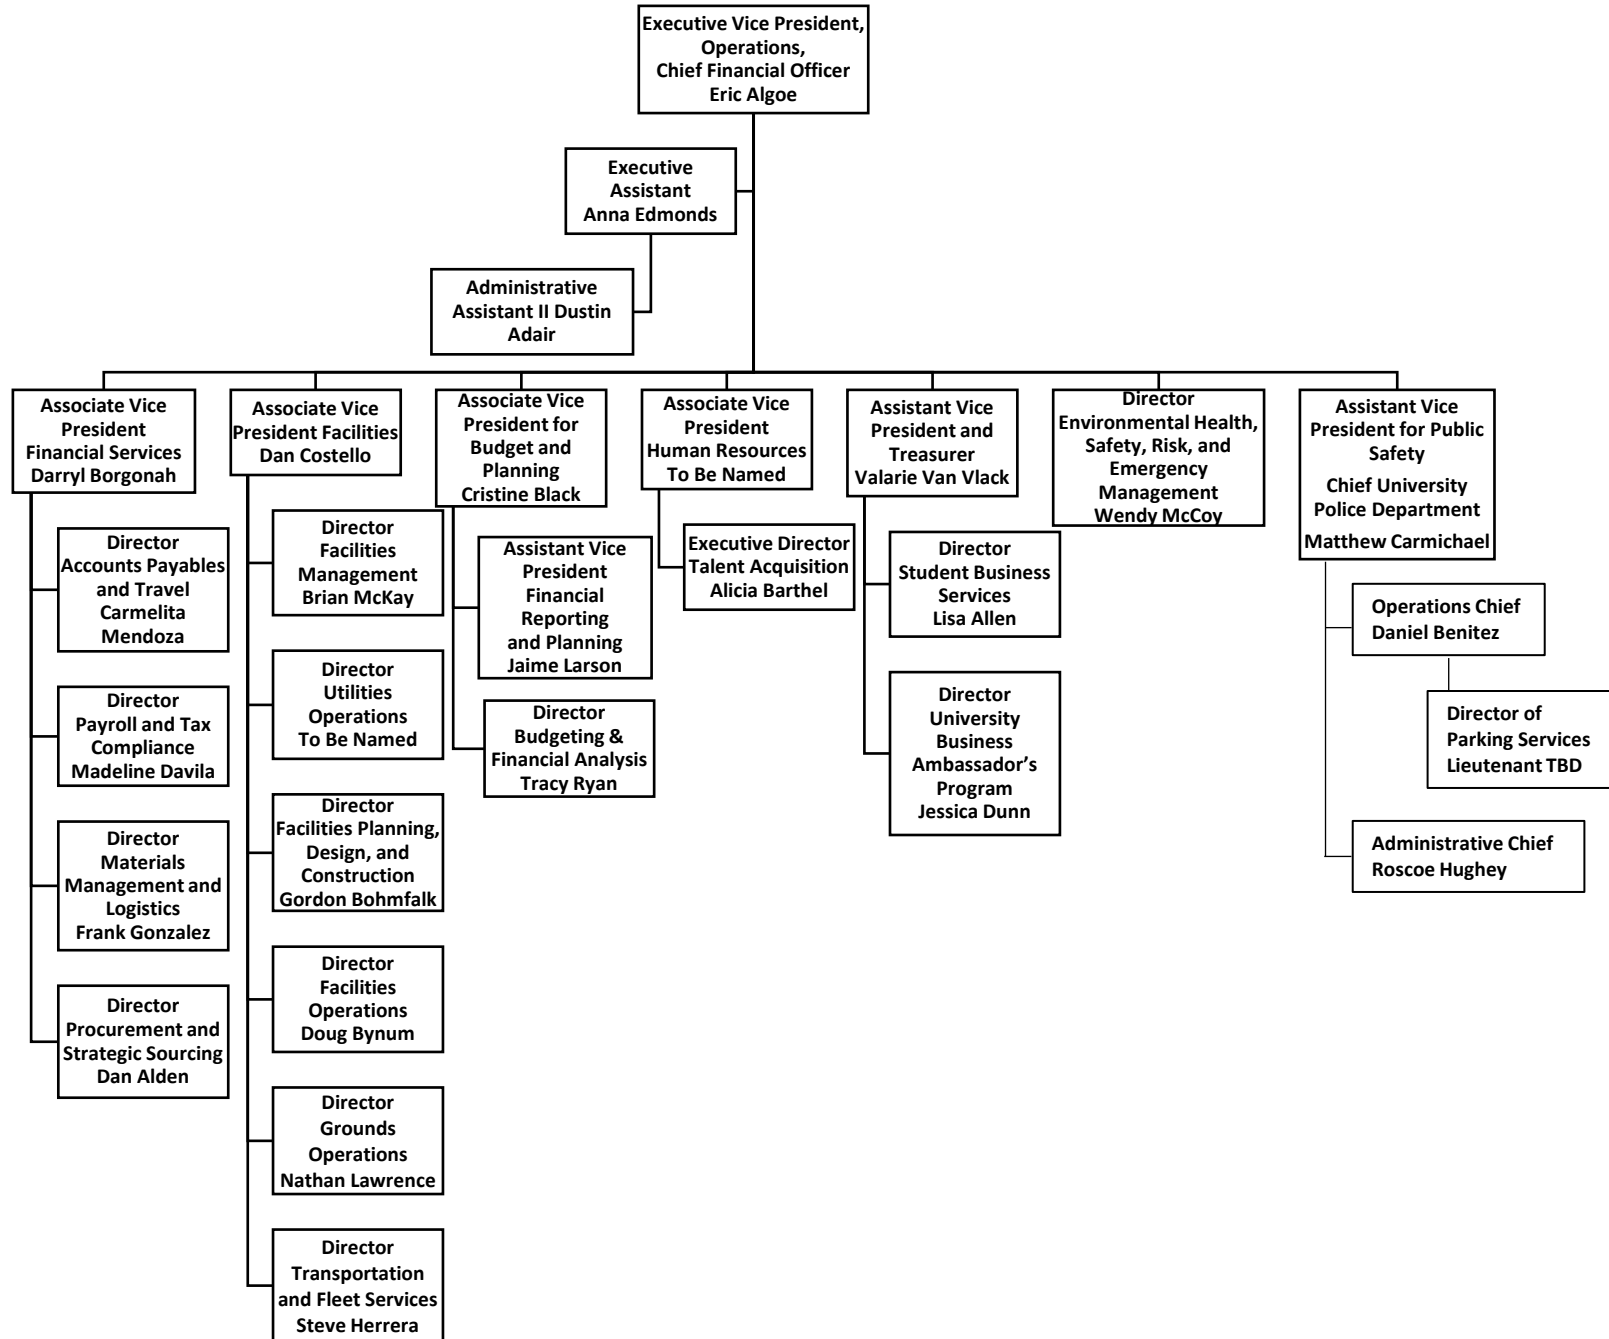 Executive Vice President,
Operations,
Chief Financial Officer
Eric Algoe
Executive
Assistant
Anna Edmonds
Administrative
Assistant II Dustin
Adair
Associate Vice
President
Financial Services
Darryl Borgonah
Director
Accounts Payables
and Travel
Carmelita
Mendoza
Director
Payroll and Tax
Compliance
Madeline Davila
Director
Materials
Management and
Logistics
Frank Gonzalez
Director
Procurement and
Strategic Sourcing
Dan Alden
Associate Vice
President Facilities
Dan Costello
Director
Facilities
Management
Brian McKay
Director
Utilities
Operations
To Be Named
Director
Facilities Planning,
Design, and
Construction
Gordon Bohmfalk
Director
Facilities
Operations
Doug Bynum
Director
Grounds
Operations
Nathan Lawrence
Director
Transportation
and Fleet Services
Steve Herrera
Associate Vice
President for
Budget and
Planning
Cristine Black
Assistant Vice
President
Financial
Reporting
and Planning
Jaime Larson
Director
Budgeting &
Financial Analysis
Tracy Ryan
Associate Vice
President
Human Resources
To Be Named
Executive Director
Talent Acquisition
Alicia Barthel
Assistant Vice
President and
Treasurer
Valarie Van Vlack
Director
Student Business
Services
Lisa Allen
Director
University
Business
Ambassador’s
Program
Jessica Dunn
Director
Environmental Health,
Safety, Risk, and
Emergency
Management
Wendy McCoy
Assistant Vice
President for Public
Safety
Chief University
Police Department
Matthew Carmichael
Operations Chief
Daniel Benitez
Director of
Parking Services
Lieutenant TBD
Administrative Chief
Roscoe Hughey